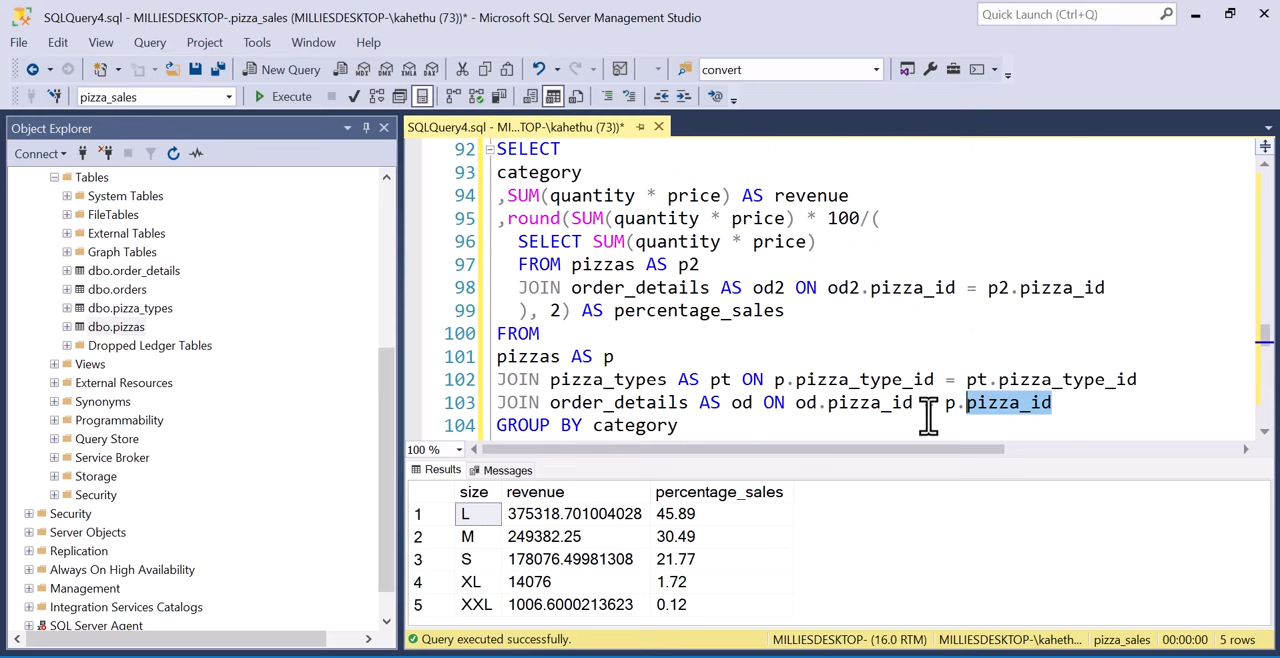 SQLQuery4.sql - MILLIESDESKTOP-.pizza_sales (MILLIESDESKTOP-\kahethu (73))* - Microsoft SQL Server Management Studio
Quick Launch (Ctrl+Q)
File Edit View Query Project Tools Window Help
New Query MDX DMX XMLA DAX convert
pizza_sales Execute
Object Explorer
SQLQuery4.sql - MI...TOP-\kahethu (73))*
Connect
Tables
System Tables
FileTables
External Tables
Graph Tables
dbo.order_details
dbo.orders
dbo.pizza_types
dbo.pizzas
Dropped Ledger Tables
Views
External Resources
Synonyms
Programmability
Query Store
Service Broker
Storage
Security
Security
Server Objects
Replication
Always On High Availability
Management
Integration Services Catalogs
SQL Server Agent
92 SELECT
93 category
94 ,SUM(quantity * price) AS revenue
95 ,round(SUM(quantity * price) * 100/(
96 SELECT SUM(quantity * price)
97 FROM pizzas AS p2
98 JOIN order_details AS od2 ON od2.pizza_id = p2.pizza_id
99 ), 2) AS percentage_sales
100 FROM
101 pizzas AS p
102 JOIN pizza_types AS pt ON p.pizza_type_id = pt.pizza_type_id
103 JOIN order_details AS od ON od.pizza_id p.pizza_id
104 GROUP BY category
100 %
Results Messages
size revenue percentage_sales
1 L 375318.701004028 45.89
2 M 249382.25 30.49
3 S 178076.49981308 21.77
4 XL 14076 1.72
5 XXL 1006.6000213623 0.12
Query executed successfully. MILLIESDESKTOP- (16.0 RTM) MILLIESDESKTOP-\kaheth... pizza_sales 00:00:00 5 rows